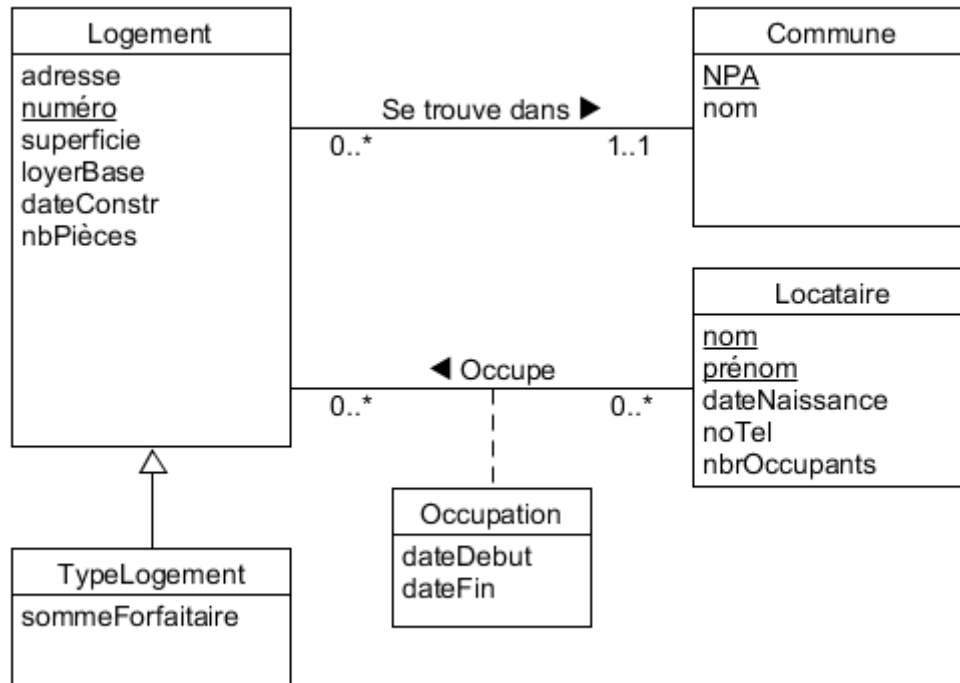 Logement
adresse
numéro
superficie
loyerBase
dateConstr
nbPièces
Se trouve dans ▶
0..*
1..1
Commune
NPA
nom
◀ Occupe
0..*
0..*
Locataire
nom
prénom
dateNaissance
noTel
nbrOccupants
Occupation
dateDebut
dateFin
TypeLogement
sommeForfaitaire